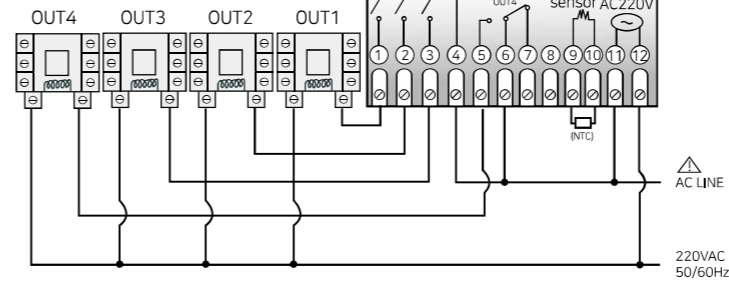 OUT4 OUT3 OUT2 OUT1
OUT4
sensor AC220V
1 2 3 4 5 6 7 8 9 10 11 12
(NTC)
AC LINE
220VAC
50/60Hz